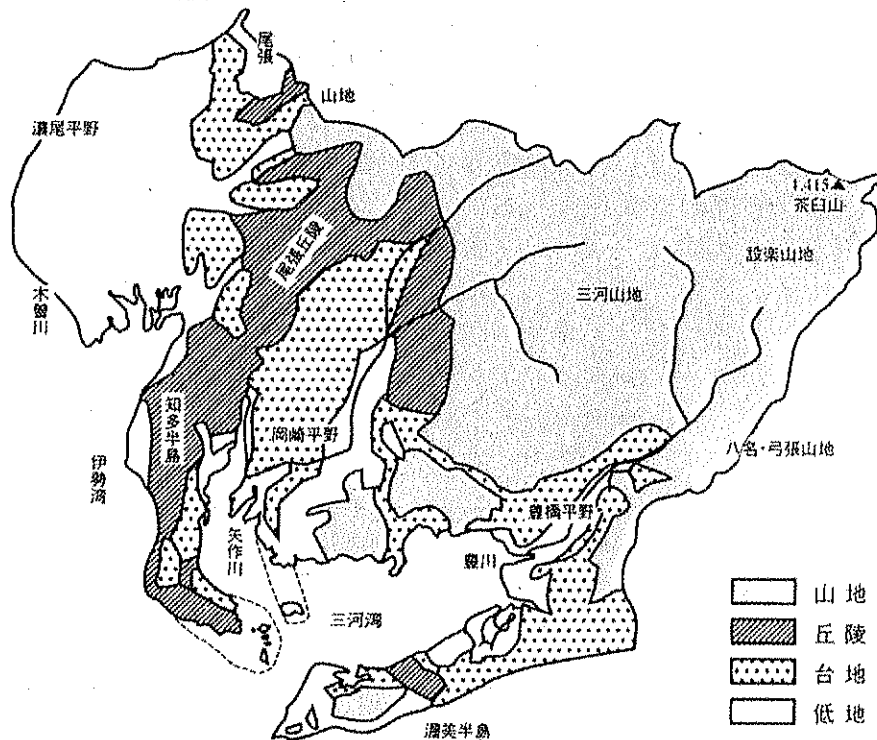 尾張
山地
濃尾平野
1,415▲
茶臼山
設楽山地
尾張丘陵
三河山地
木曽川
知多半島
岡崎平野
八名・弓張山地
伊勢湾
豊橋平野
矢作川
豊川
三河湾
渥美半島
山地
丘陵
台地
低地